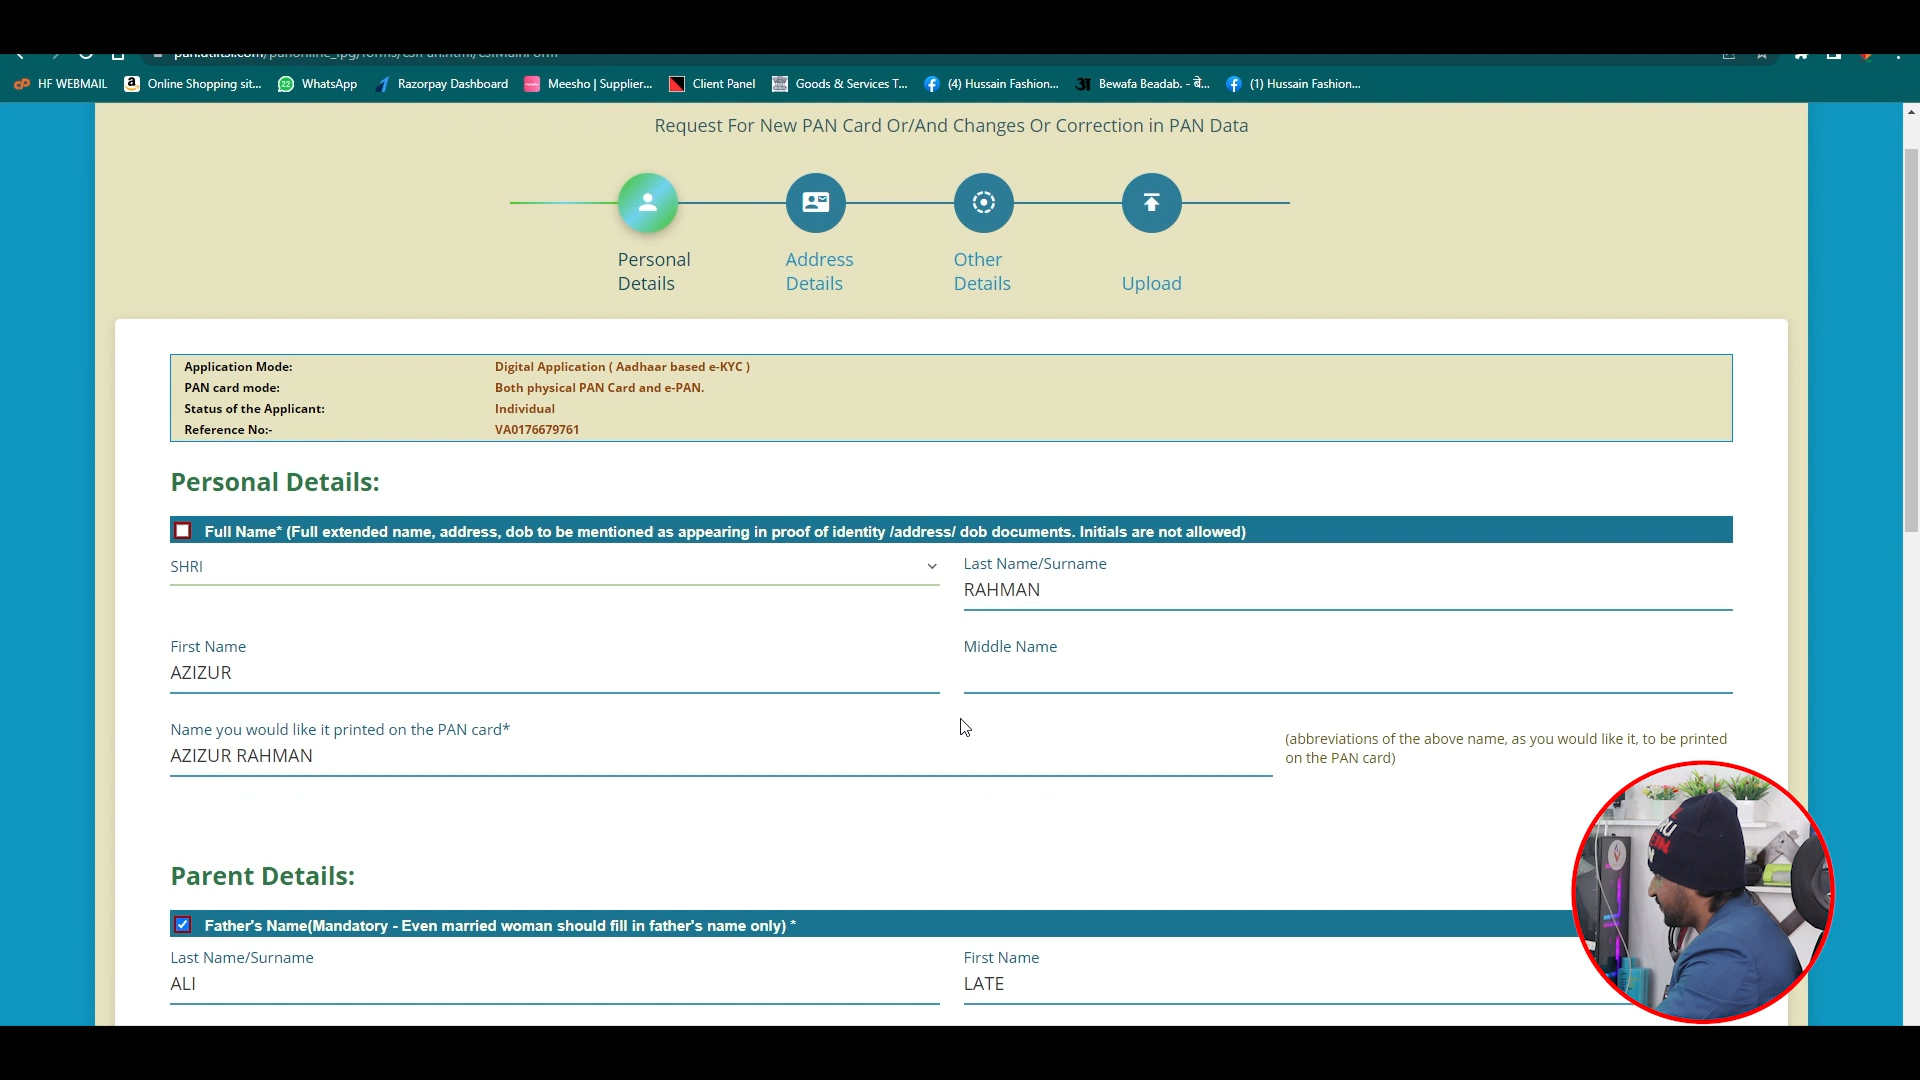 HF WEBMAIL Online Shopping sit... WhatsApp Razorpay Dashboard Meesho | Supplier... Client Panel Goods & Services T... (4) Hussain Fashion... Bewafa Beadab. - बे... (1) Hussain Fashion...
Request For New PAN Card Or/And Changes Or Correction in PAN Data
Personal Details
Address Details
Other Details
Upload
Application Mode: Digital Application ( Aadhaar based e-KYC )
PAN card mode: Both physical PAN Card and e-PAN.
Status of the Applicant: Individual
Reference No:- VA0176679761
Personal Details:
Full Name* (Full extended name, address, dob to be mentioned as appearing in proof of identity /address/ dob documents. Initials are not allowed)
SHRI
Last Name/Surname
RAHMAN
First Name
AZIZUR
Middle Name
Name you would like it printed on the PAN card*
AZIZUR RAHMAN
(abbreviations of the above name, as you would like it, to be printed
on the PAN card)
Parent Details:
Father's Name(Mandatory - Even married woman should fill in father's name only) *
Last Name/Surname
ALI
First Name
LATE